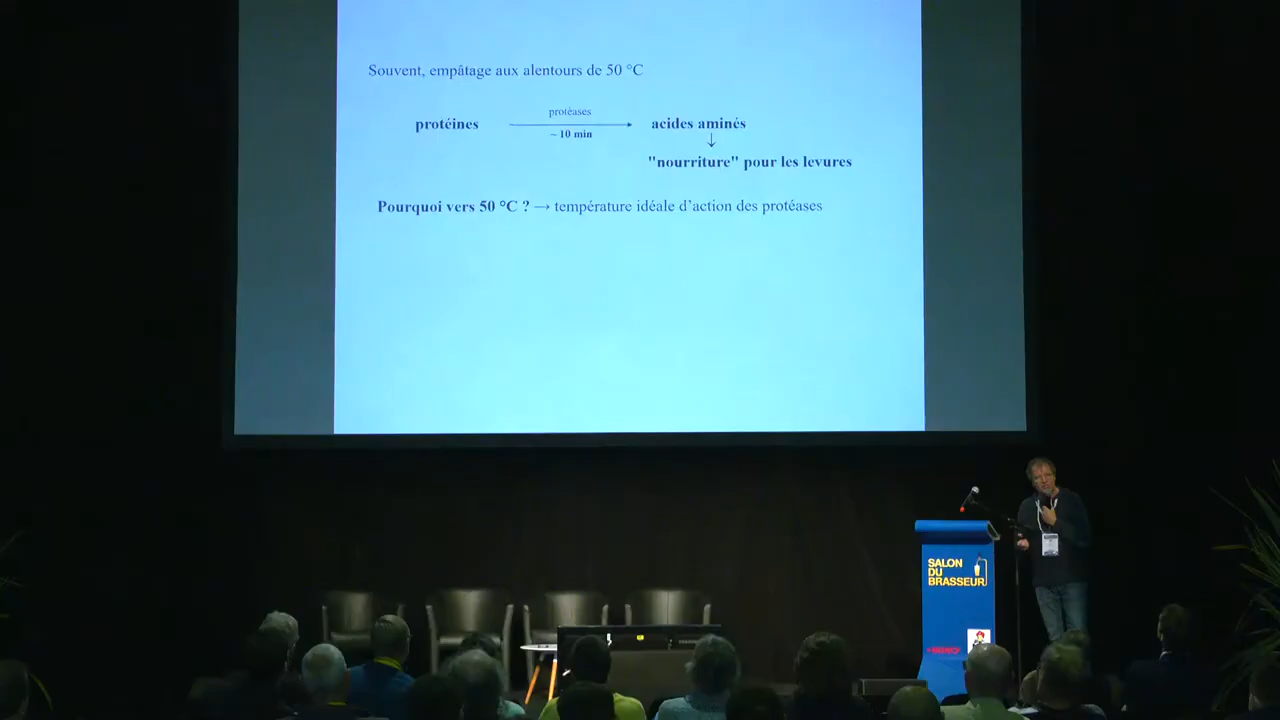 Souvent, empâtage aux alentours de 50 °C
protéases
protéines → acides aminés
~ 10 min
↓
"nourriture" pour les levures
Pourquoi vers 50 °C ? → température idéale d'action des protéases
SALON
DU
BRASSEUR